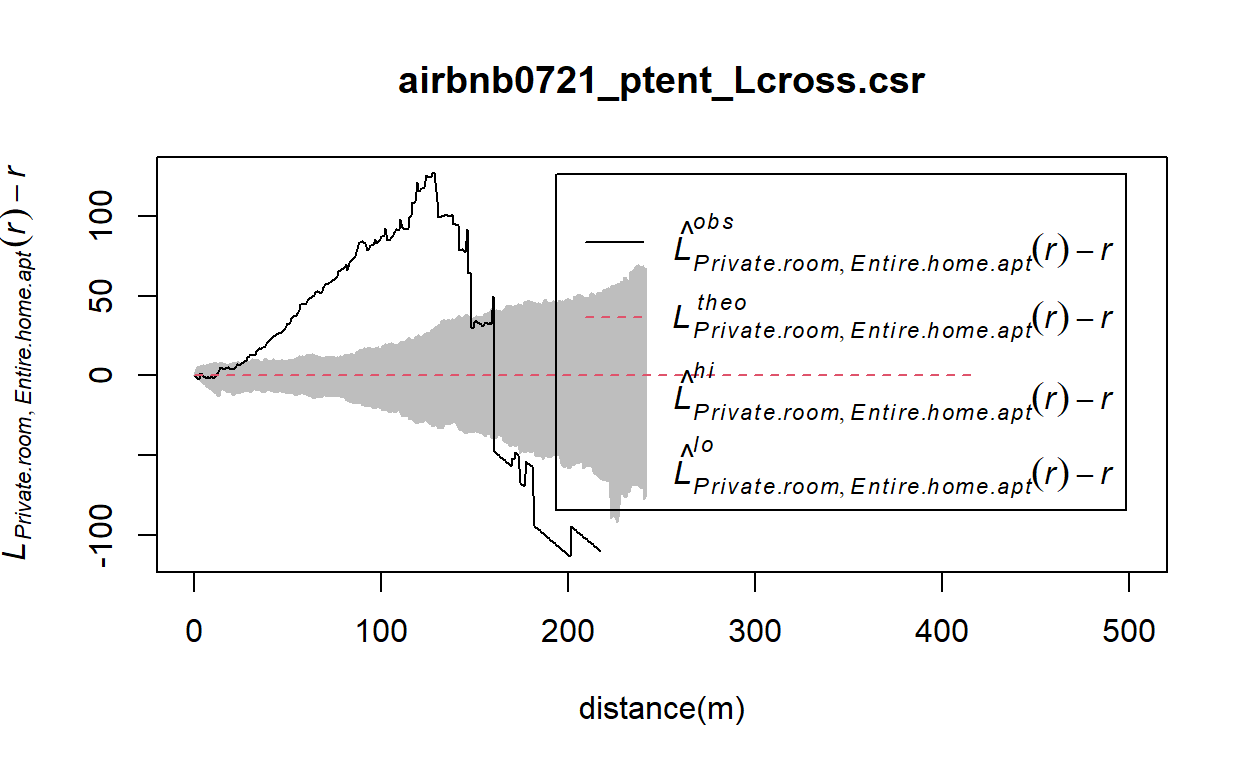 airbnb0721_ptent_Lcross.csr
L Private.room, Entire.home.apt(r) − r
100
50
0
-100
L̂ obs Private.room, Entire.home.apt(r) − r
L theo Private.room, Entire.home.apt(r) − r
L̂ hi Private.room, Entire.home.apt(r) − r
L̂ lo Private.room, Entire.home.apt(r) − r
0 100 200 300 400 500
distance(m)